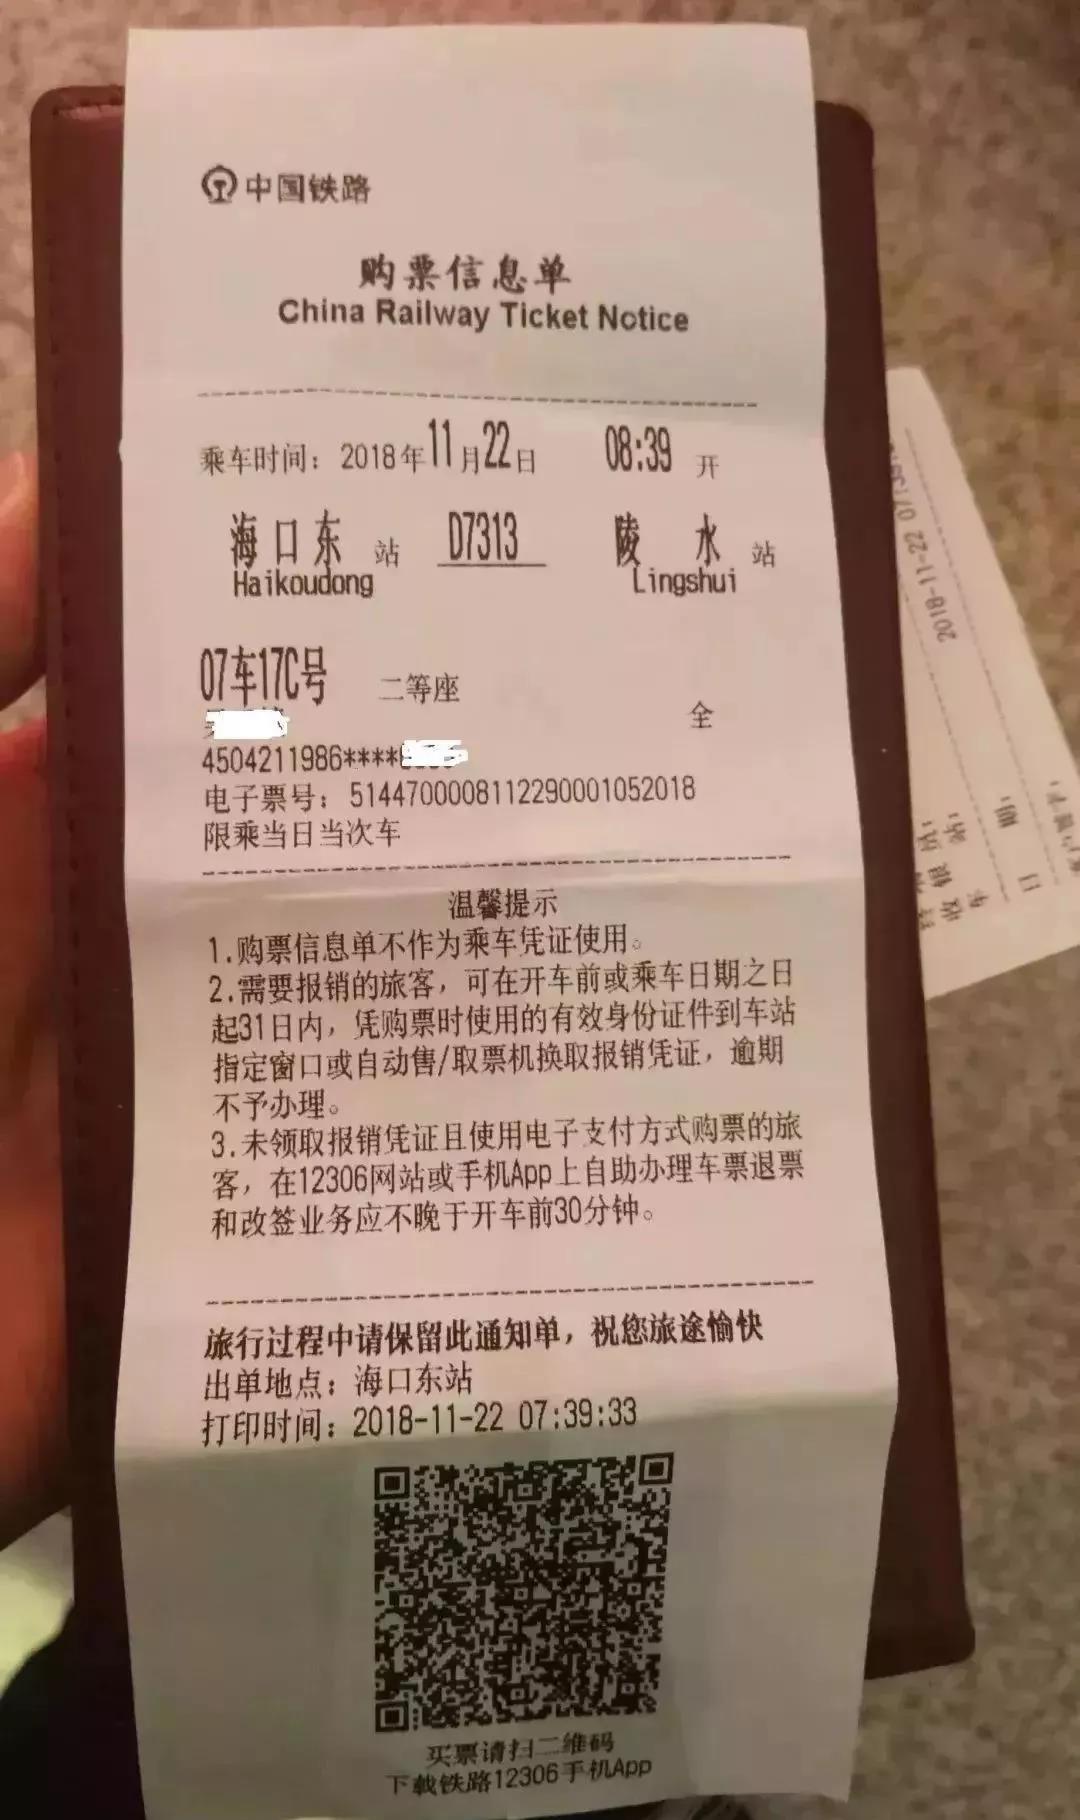 中国铁路
购票信息单
China Railway Ticket Notice
乘车时间：2018年11月22日 08:39 开
海口东 站 D7313 陵水 站
Haikoudong Lingshui
07车17C号 二等座
全
4504211986****
电子票号：5144700008112290001052018
限乘当日当次车
温馨提示
1.购票信息单不作为乘车凭证使用。
2.需要报销的旅客，可在开车前或乘车日期之日
起31日内，凭购票时使用的有效身份证件到车站
指定窗口或自动售/取票机换取报销凭证，逾期
不予办理。
3.未领取报销凭证且使用电子支付方式购票的旅
客，在12306网站或手机App上自助办理车票退票
和改签业务应不晚于开车前30分钟。
旅行过程中请保留此通知单，祝您旅途愉快
出单地点：海口东站
打印时间：2018-11-22 07:39:33
买票请扫二维码
下载铁路12306手机App
2018-11-22
收银员：
车 站：
日 期：